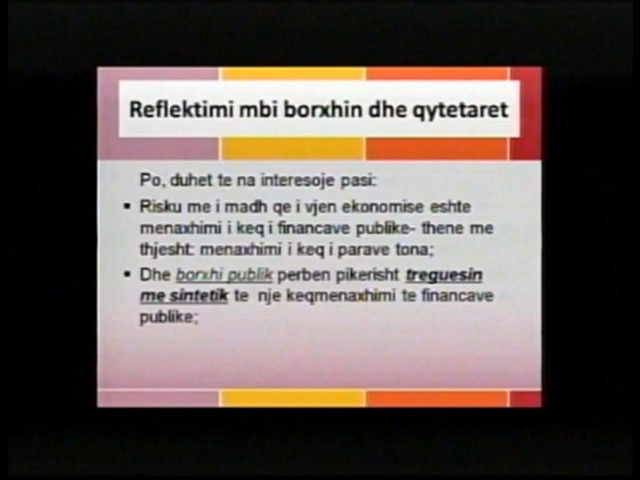 Reflektimi mbi borxhin dhe qytetaret
Po, duhet te na interesoje pasi:
▪ Risku me i madh qe i vjen ekonomise eshte
menaxhimi i keq i financave publike- thene me
thjesht: menaxhimi i keq i parave tona;
▪ Dhe borxhi publik perben pikerisht treguesin
me sintetik te nje keqmenaxhimi te financave
publike;